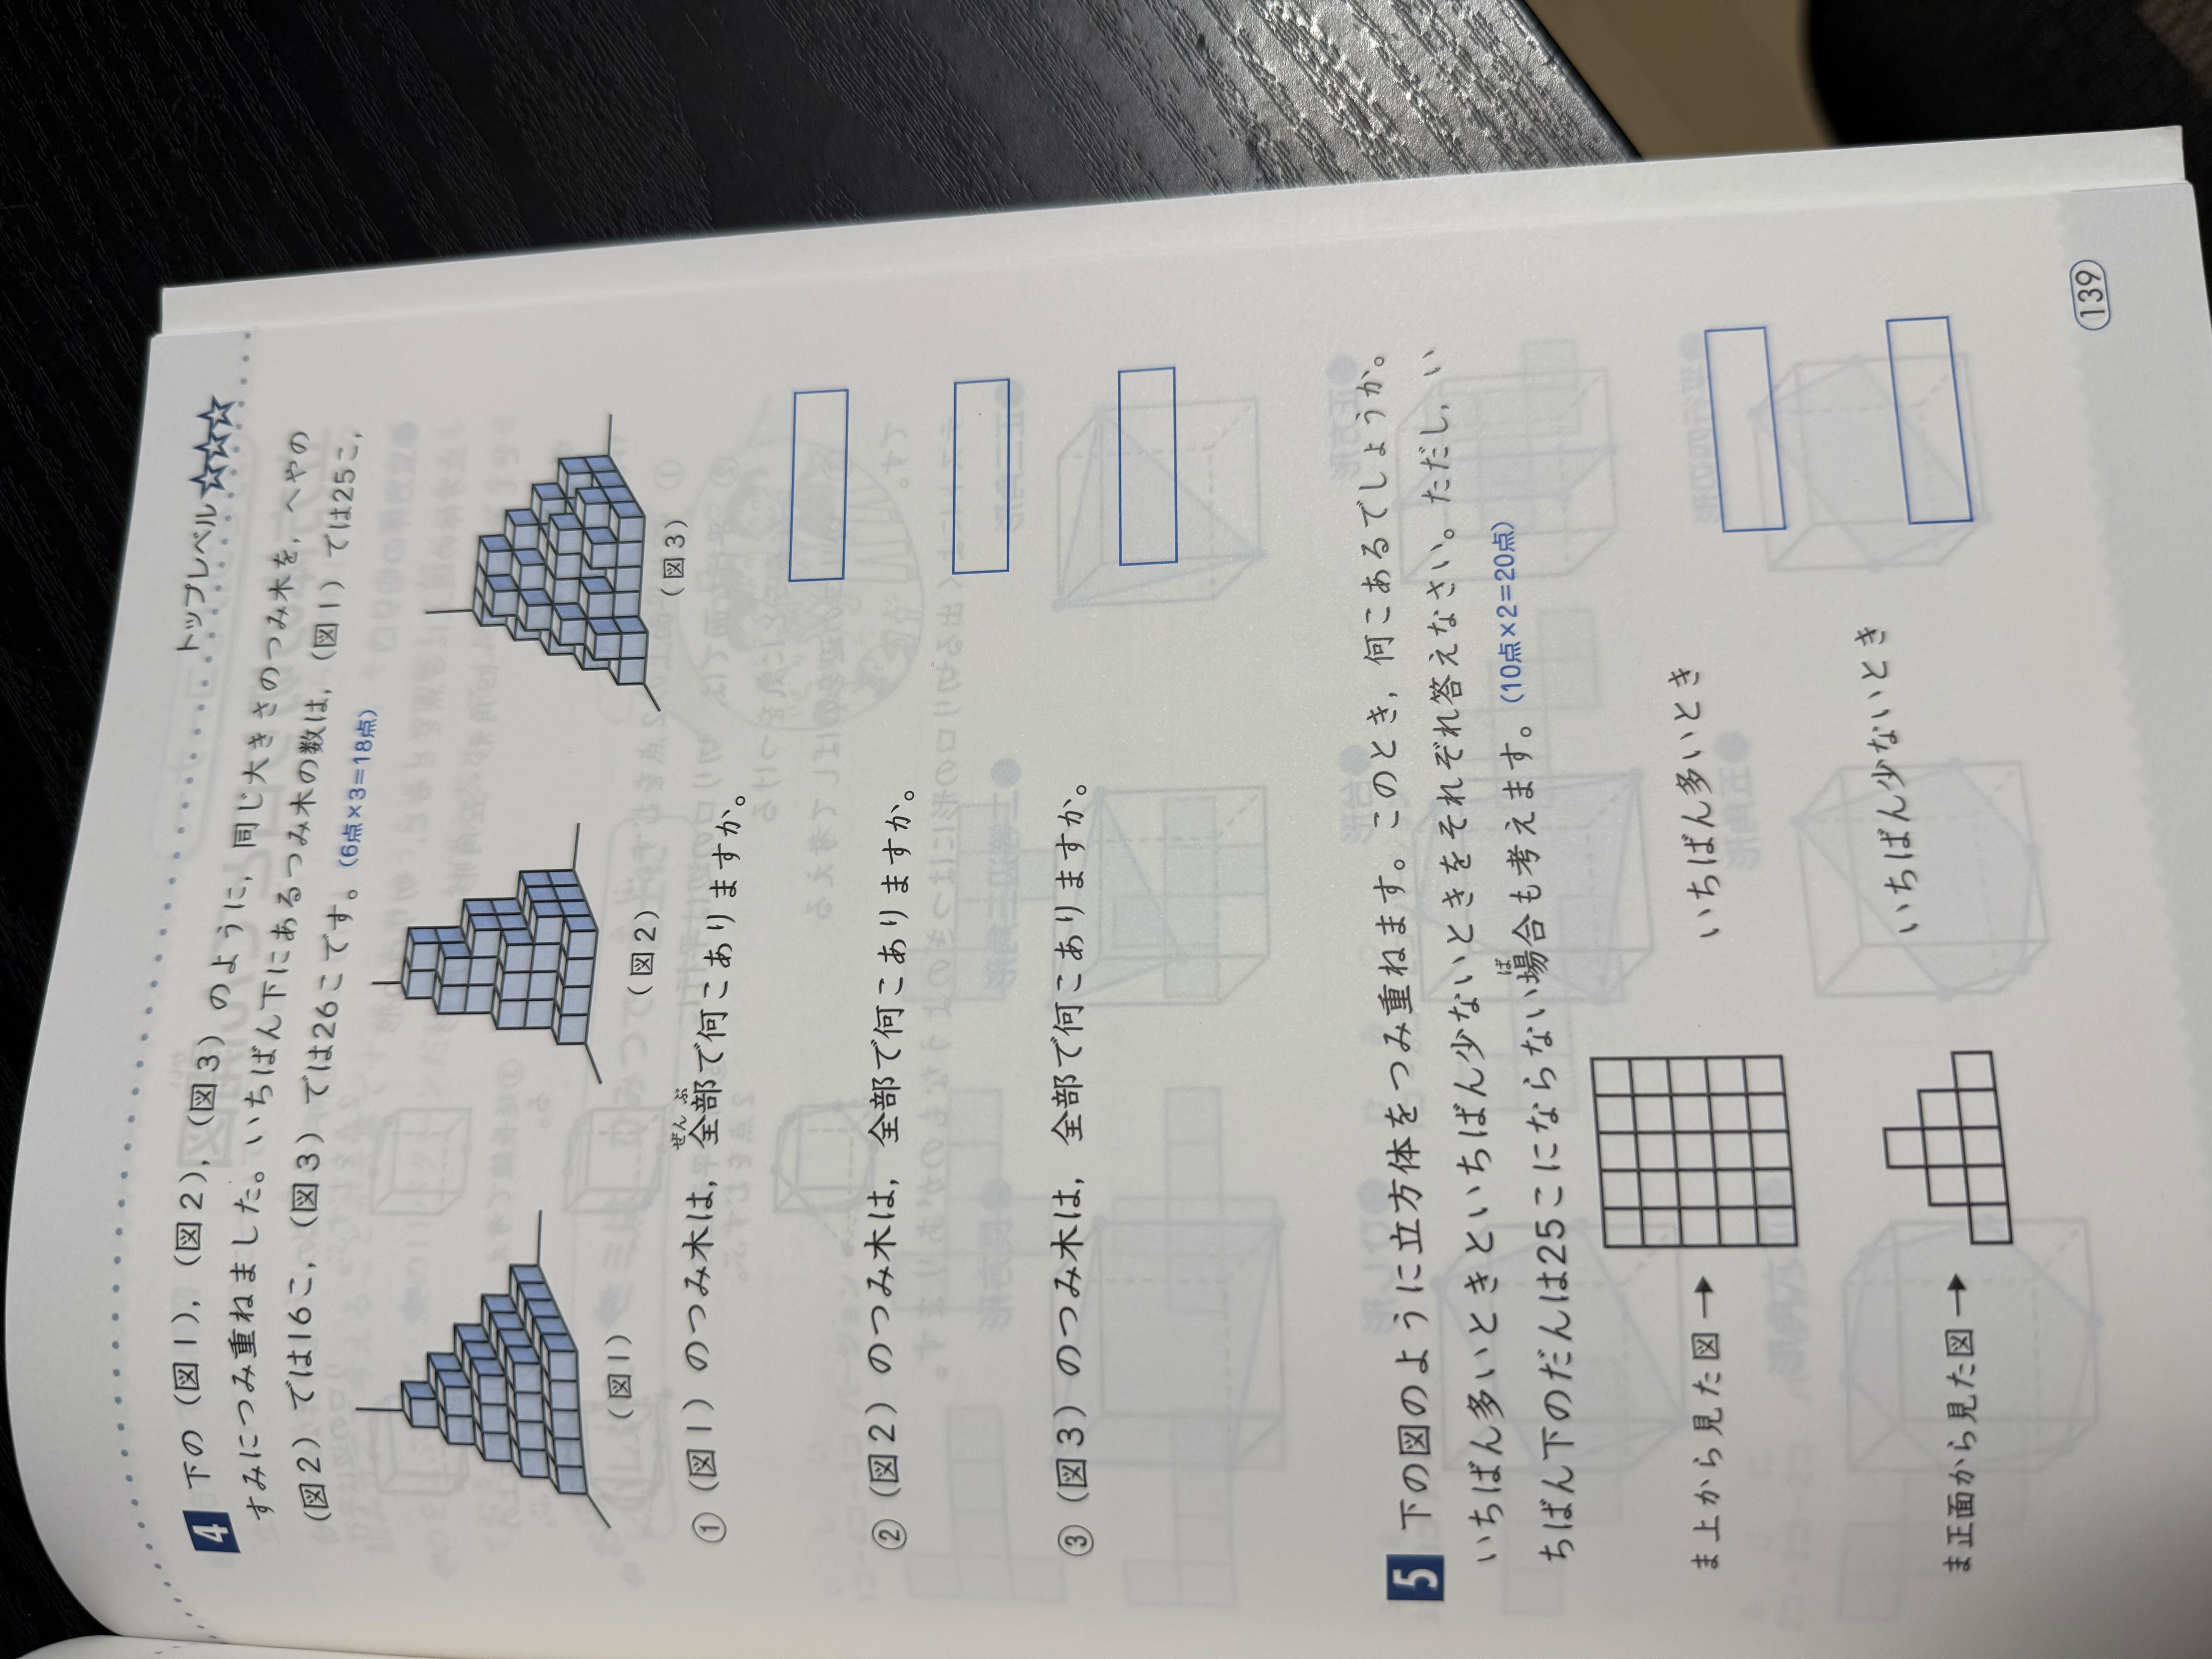 トップレベル☆☆☆
4 下の(図1),(図2),(図3)のように,同じ大きさのつみ木を,へやの
すみにつみ重ねました。いちばん下にあるつみ木の数は,(図1)では25こ,
(図2)では16こ,(図3)では26こです。(6点×3=18点)
(図1) (図2) (図3)
ぜんぶ
①(図1)のつみ木は,全部で何こありますか。
②(図2)のつみ木は,全部で何こありますか。
③(図3)のつみ木は,全部で何こありますか。
5 下の図のように立方体をつみ重ねます。このとき,何こあるでしょうか。
いちばん多いときといちばん少ないときをそれぞれ答えなさい。ただし,い
ば
ちばん下のだんは25こにならない場合も考えます。(10点×2=20点)
ま上から見た図→
いちばん多いとき
ま正面から見た図→
いちばん少ないとき
139